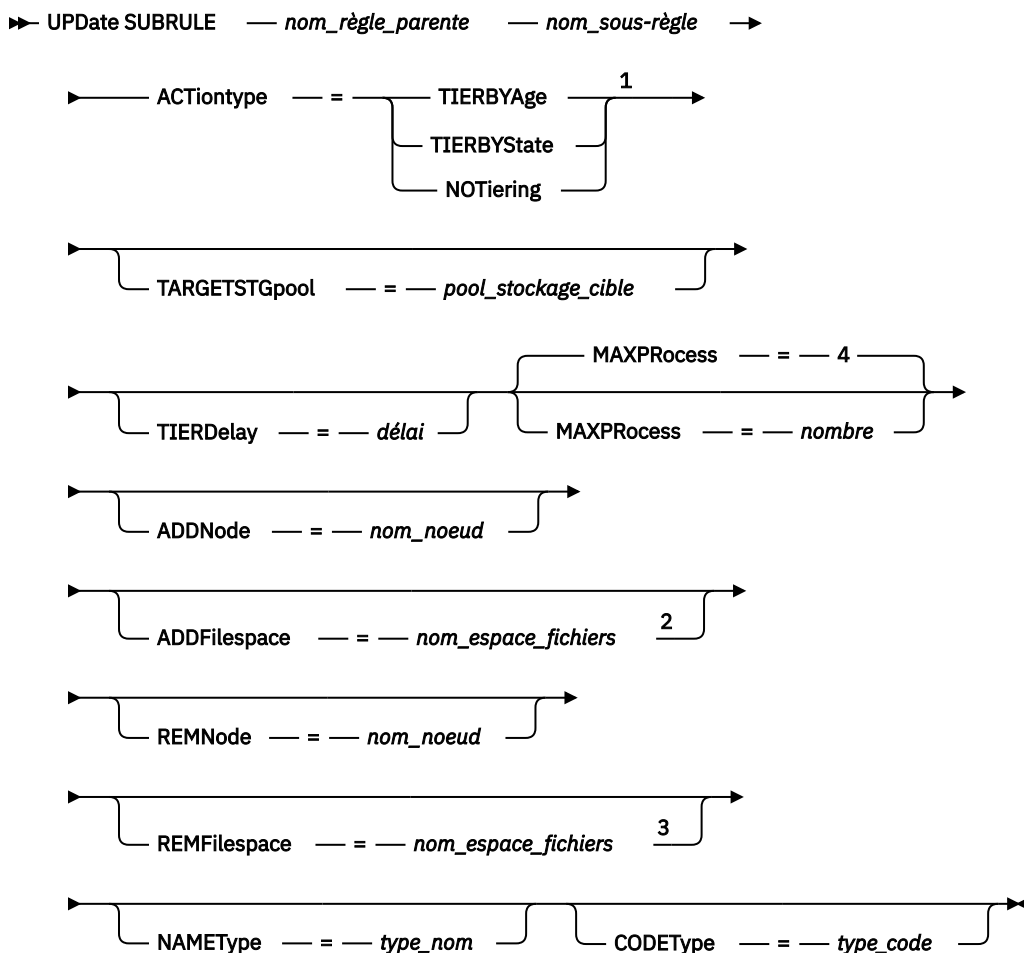 UPDate SUBRULE nom_règle_parente nom_sous-règle
ACTiontype = TIERBYAge 1
TIERBYState
NOTiering
TARGETSTGpool = pool_stockage_cible
MAXPRocess = 4
TIERDelay = délai MAXPRocess = nombre
ADDNode = nom_noeud
ADDFilespace = nom_espace_fichiers 2
REMNode = nom_noeud
REMFilespace = nom_espace_fichiers 3
NAMEType = type_nom CODEType = type_code